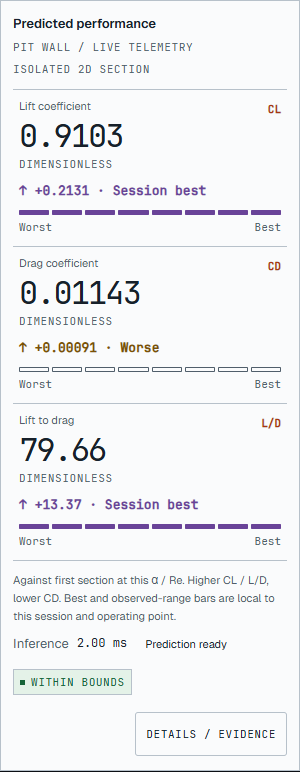 Predicted performance
PIT WALL / LIVE TELEMETRY
ISOLATED 2D SECTION
Lift coefficient
CL
0.9103
DIMENSIONLESS
↑ +0.2131 · Session best
Worst Best
Drag coefficient
CD
0.01143
DIMENSIONLESS
↑ +0.00091 · Worse
Worst Best
Lift to drag
L/D
79.66
DIMENSIONLESS
↑ +13.37 · Session best
Worst Best
Against first section at this α / Re. Higher CL / L/D,
lower CD. Best and observed-range bars are local to
this session and operating point.
Inference 2.00 ms Prediction ready
WITHIN BOUNDS
DETAILS / EVIDENCE